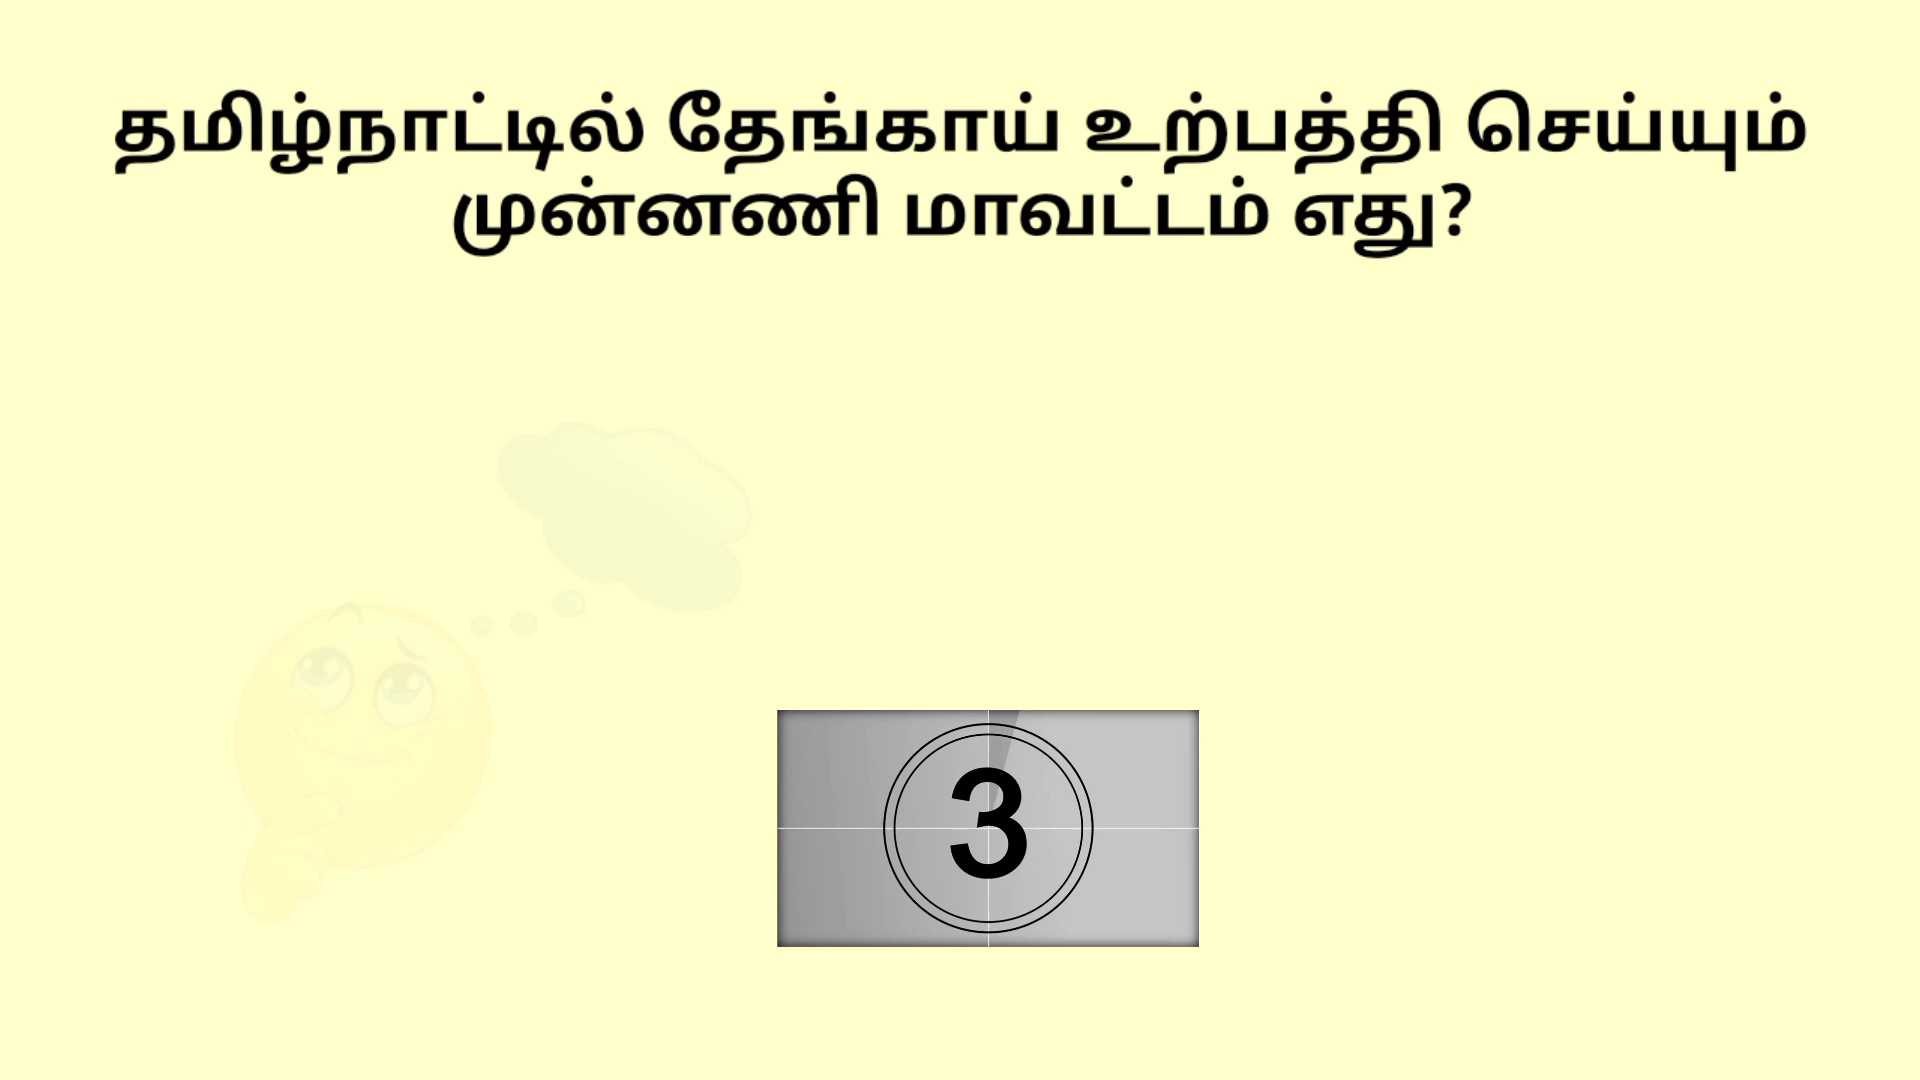 தமிழ்நாட்டில் தேங்காய் உற்பத்தி செய்யும்
முன்னணி மாவட்டம் எது?
3